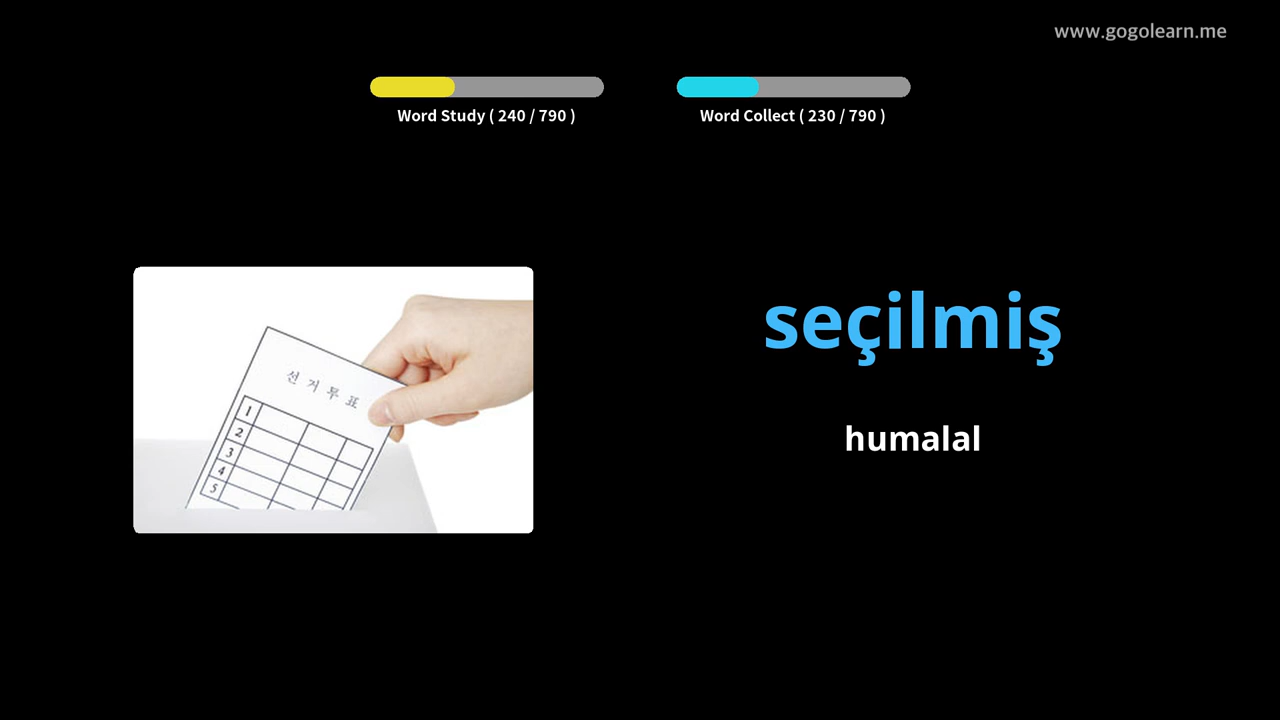 www.gogolearn.me
Word Study ( 240 / 790 )
Word Collect ( 230 / 790 )
선거투표
1
2
3
4
5
seçilmiş
humalal